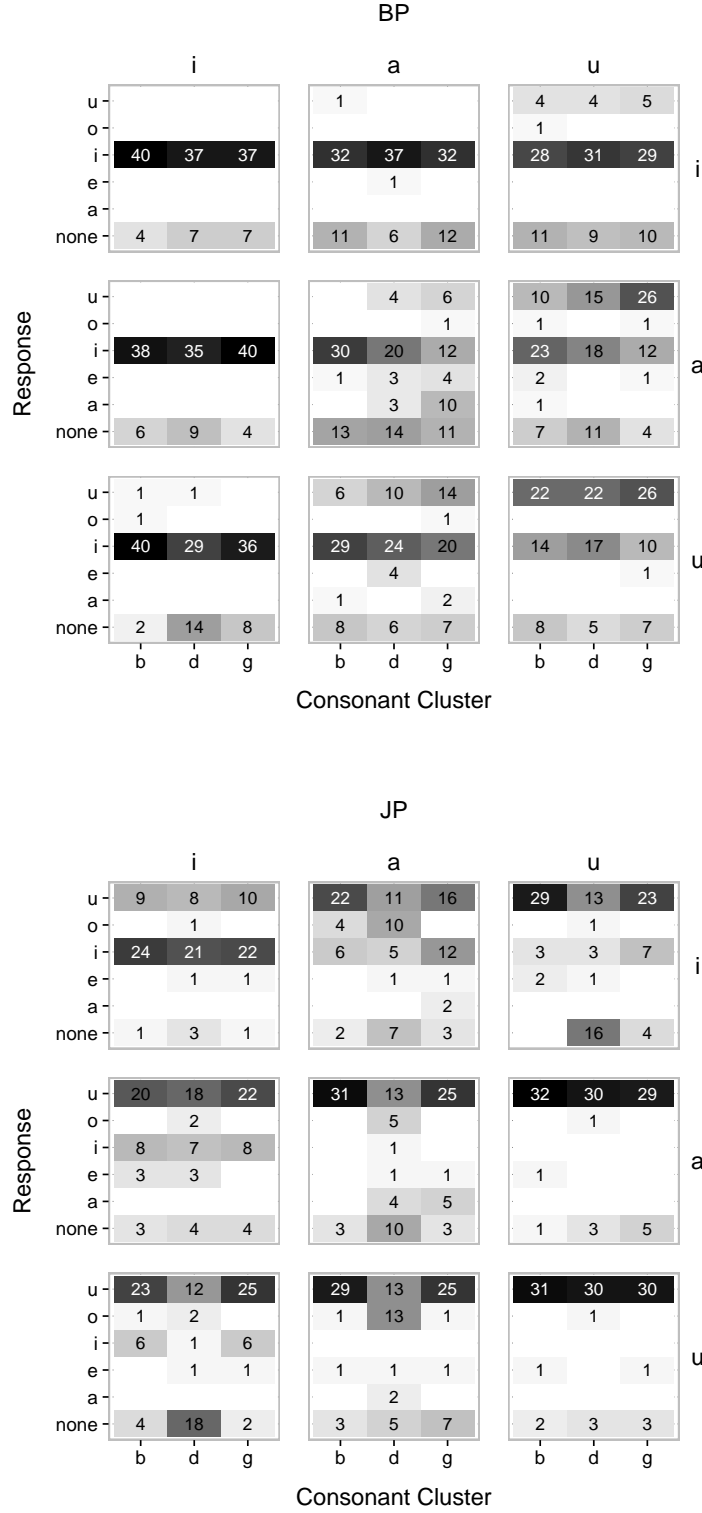 BP
i a u
u 1 4 4 5
o 1
i 40 37 37 32 37 32 28 31 29 i
e 1
a
none 4 7 7 11 6 12 11 9 10
u 4 6 10 15 26
o 1 1 1
i 38 35 40 30 20 12 23 18 12
e 1 3 4 2 1 a
a 3 10 1
none 6 9 4 13 14 11 7 11 4
Response
u 1 1 6 10 14 22 22 26
o 1 1
i 40 29 36 29 24 20 14 17 10
e 4 1 u
a 1 2
none 2 14 8 8 6 7 8 5 7
b d g b d g b d g
Consonant Cluster
JP
i a u
u 9 8 10 22 11 16 29 13 23
o 1 4 10 1
i 24 21 22 6 5 12 3 3 7 i
e 1 1 1 1 2 1
a 2
none 1 3 1 2 7 3 16 4
u 20 18 22 31 13 25 32 30 29
o 2 5 1
i 8 7 8 1
e 3 3 1 1 1 a
a 4 5
none 3 4 4 3 10 3 1 3 5
Response
u 23 12 25 29 13 25 31 30 30
o 1 2 1 13 1 1
i 6 1 6
e 1 1 1 1 1 1 1 u
a 2
none 4 18 2 3 5 7 2 3 3
b d g b d g b d g
Consonant Cluster